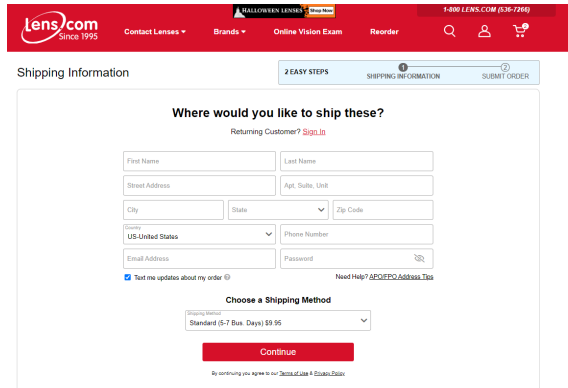 HALLOWEEN LENSES Shop Now
1-800 LENS.COM (536-7266)
Lens.com
Since 1995
Contact Lenses Brands Online Vision Exam Reorder
Shipping Information
2 EASY STEPS
1 SHIPPING INFORMATION
2 SUBMIT ORDER
Where would you like to ship these?
Returning Customer? Sign In
First Name Last Name
Street Address Apt, Suite, Unit
City State Zip Code
Country
US-United States Phone Number
Email Address Password
Text me updates about my order Need Help? APO/FPO Address Tips
Choose a Shipping Method
Shipping Method
Standard (5-7 Bus. Days) $9.95
Continue
By continuing you agree to our Terms of Use & Privacy Policy